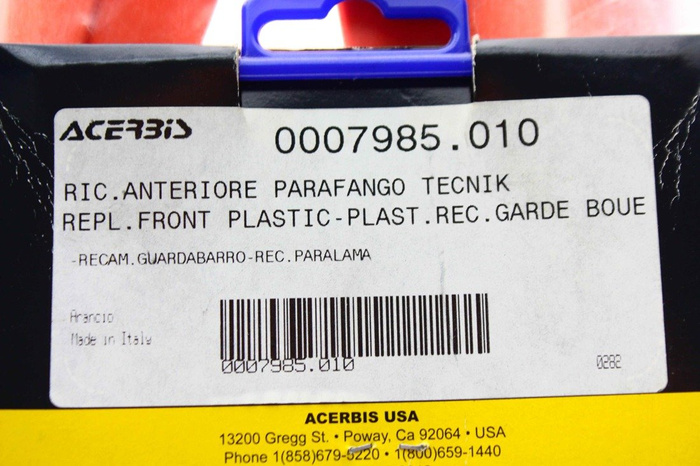 ACERBIS
0007985.010
RIC.ANTERIORE PARAFANGO TECNIK
REPL.FRONT PLASTIC-PLAST.REC.GARDE BOUE
-RECAM.GUARDABARRO-REC.PARALAMA
Arancio
Made in Italy
0007985.010
0282
ACERBIS USA
13200 Gregg St. • Poway, Ca 92064 • USA
Phone 1(858)679-5220 • 1(800)659-1440